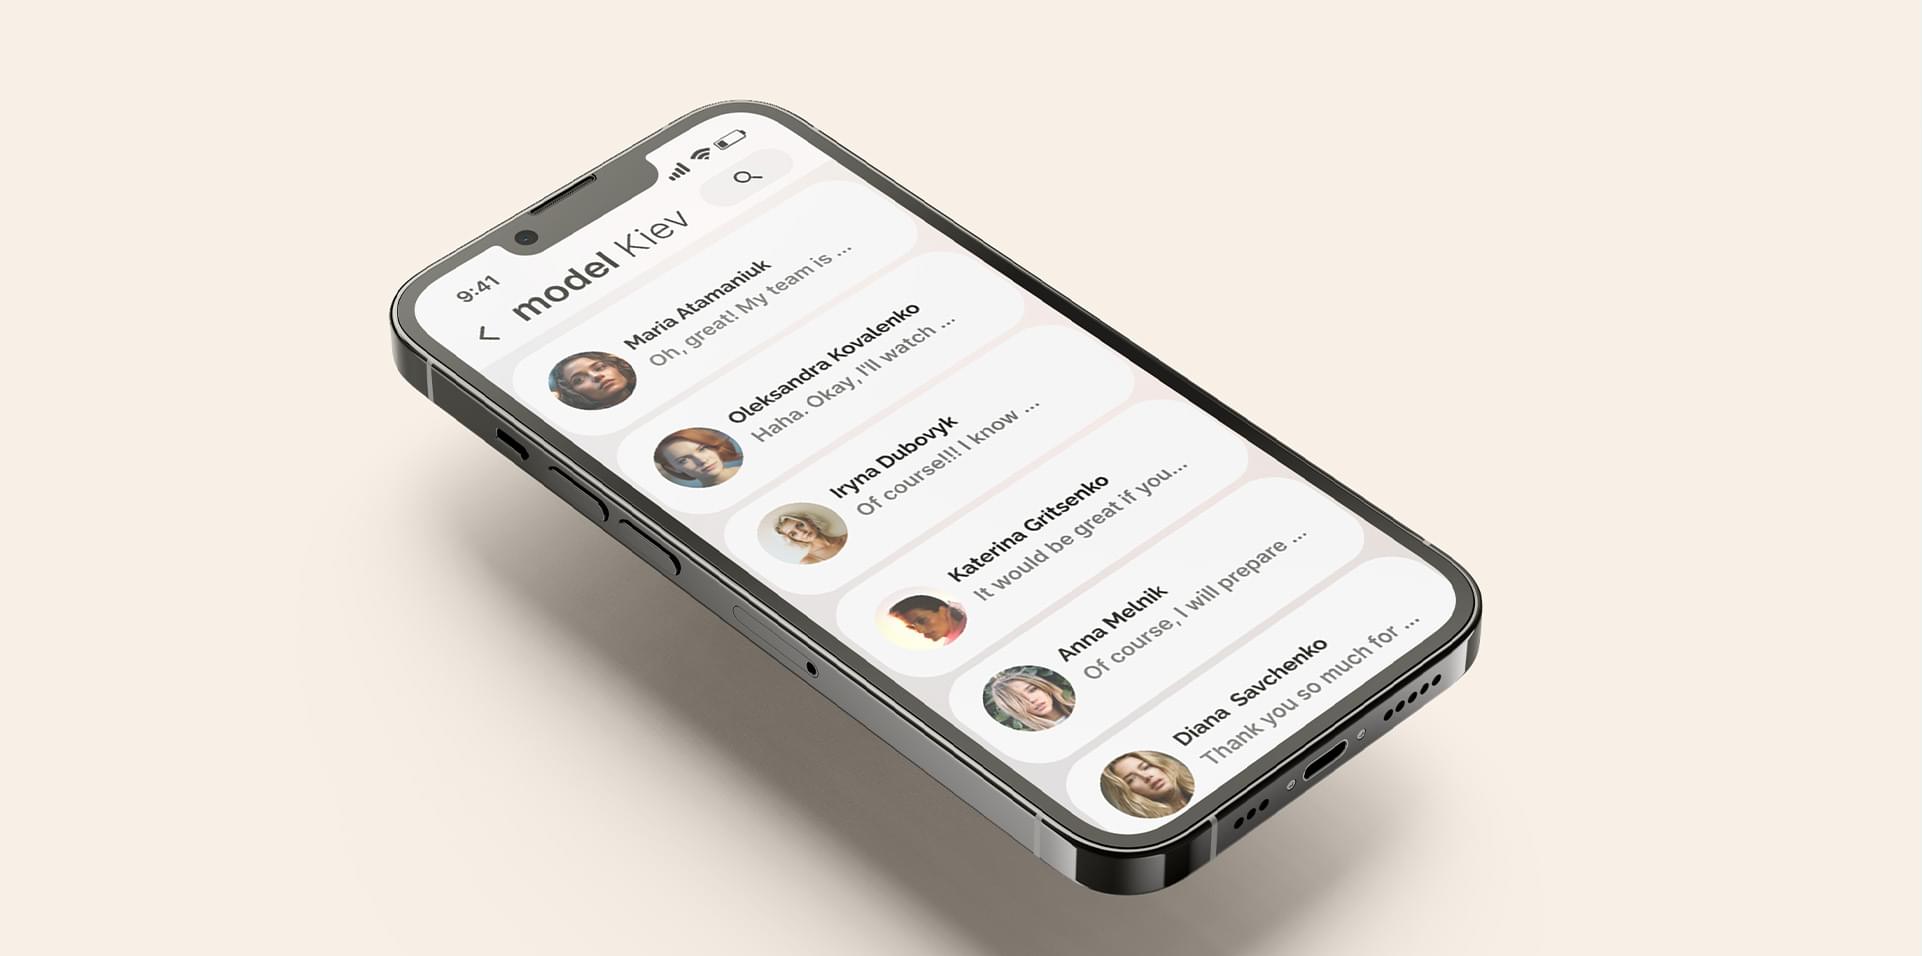 9:41
model Kiev
Maria Atamaniuk
Oh, great! My team is ...
Oleksandra Kovalenko
Haha. Okay, I'll watch ...
Iryna Dubovyk
Of course!!! I know ...
Katerina Gritsenko
It would be great if you...
Anna Melnik
Of course, I will prepare ...
Diana Savchenko
Thank you so much for ...